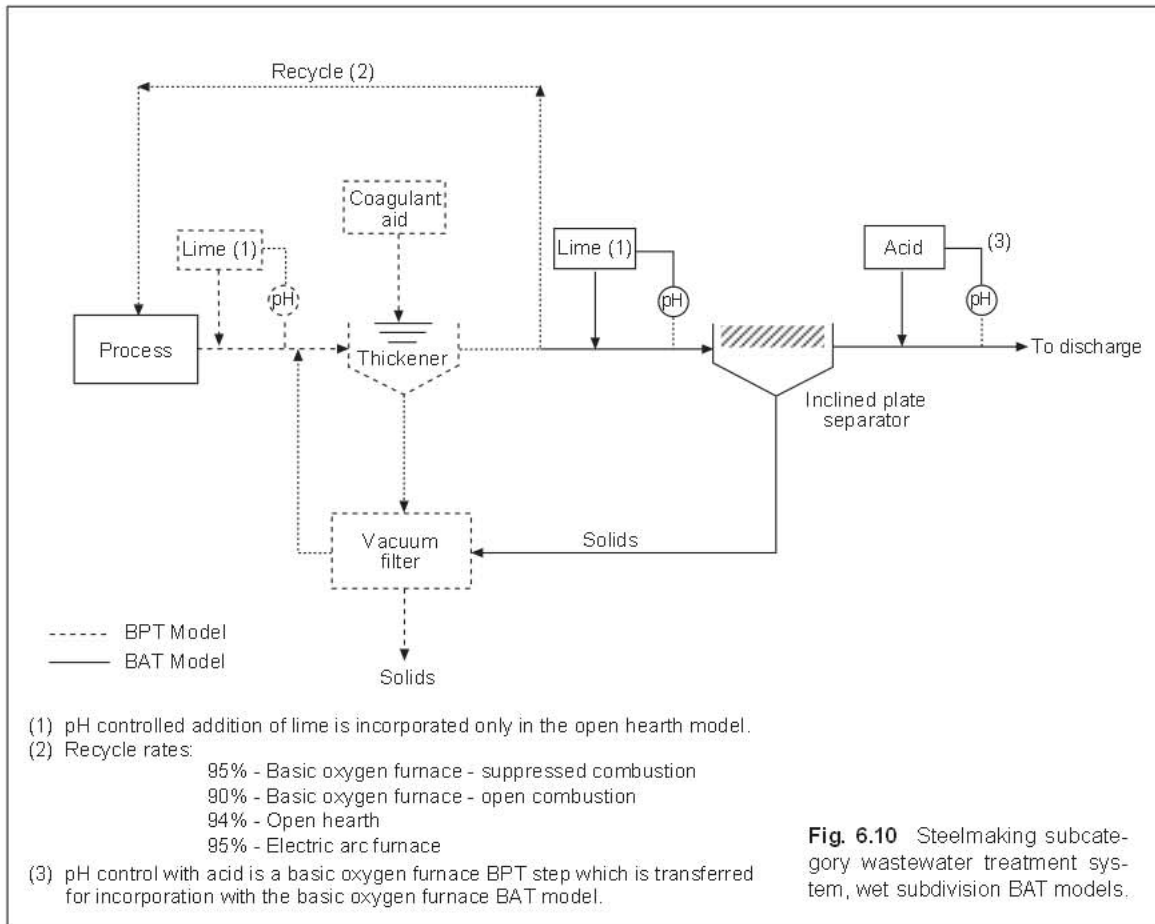 Recycle (2)
Coagulant
aid
Lime (1)
pH
Process
Thickener
Lime (1)
pH
Acid
(3)
pH
To discharge
Inclined plate
separator
Vacuum
filter
Solids
Solids
BPT Model
BAT Model
(1) pH controlled addition of lime is incorporated only in the open hearth model.
(2) Recycle rates:
95% - Basic oxygen furnace - suppressed combustion
90% - Basic oxygen furnace - open combustion
94% - Open hearth
95% - Electric arc furnace
(3) pH control with acid is a basic oxygen furnace BPT step which is transferred
for incorporation with the basic oxygen furnace BAT model.
Fig. 6.10 Steelmaking subcate-
gory wastewater treatment sys-
tem, wet subdivision BAT models.